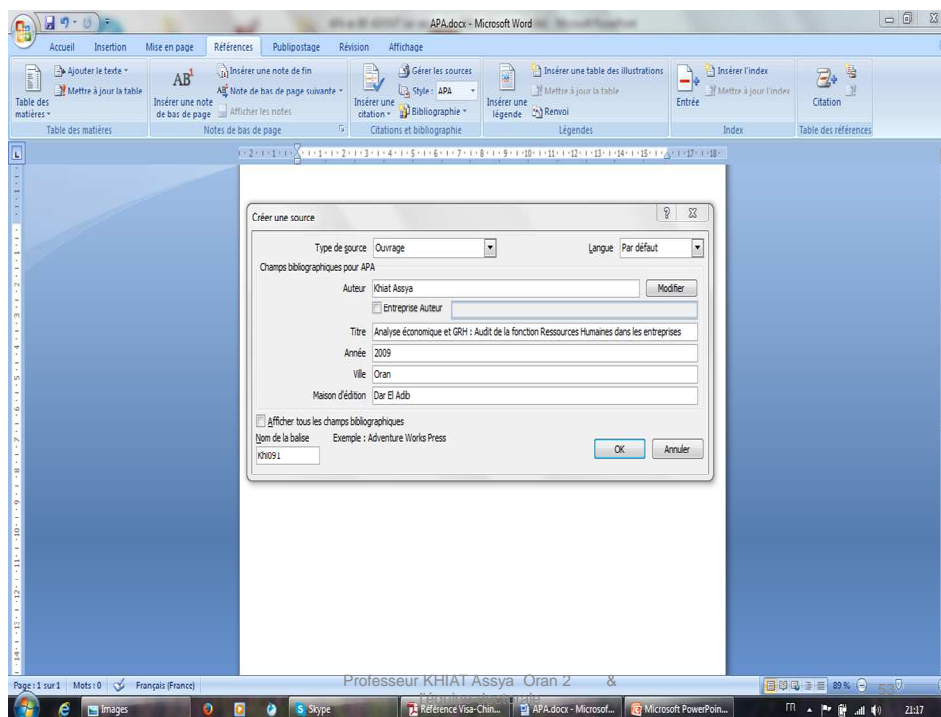 APA.docx - Microsoft Word
Accueil Insertion Mise en page Références Publipostage Révision Affichage
Table des matières
Ajouter le texte
Mettre à jour la table
Table des matières
AB¹
Insérer une note de bas de page
Insérer une note de fin
Note de bas de page suivante
Afficher les notes
Notes de bas de page
Insérer une citation
Gérer les sources
Style : APA
Bibliographie
Citations et bibliographie
Insérer une légende
Insérer une table des illustrations
Mettre à jour la table
Renvoi
Légendes
Entrée
Insérer l'index
Mettre à jour l'index
Index
Citation
Table des références
Créer une source
Type de source Ouvrage Langue Par défaut
Champs bibliographiques pour APA
Auteur Khiat Assya Modifier
Entreprise Auteur
Titre Analyse économique et GRH : Audit de la fonction Ressources Humaines dans les entreprises
Année 2009
Ville Oran
Maison d'édition Dar El Adib
Afficher tous les champs bibliographiques
Nom de la balise Exemple : Adventure Works Press
Khi091
OK Annuler
Professeur KHIAT Assya Oran 2 &
Page : 1 sur 1 Mots : 0 Français (France) 89 % 53
Images Skype Référence Visa-Chin... APA.docx - Microsof... Microsoft PowerPoin... FR 21:17